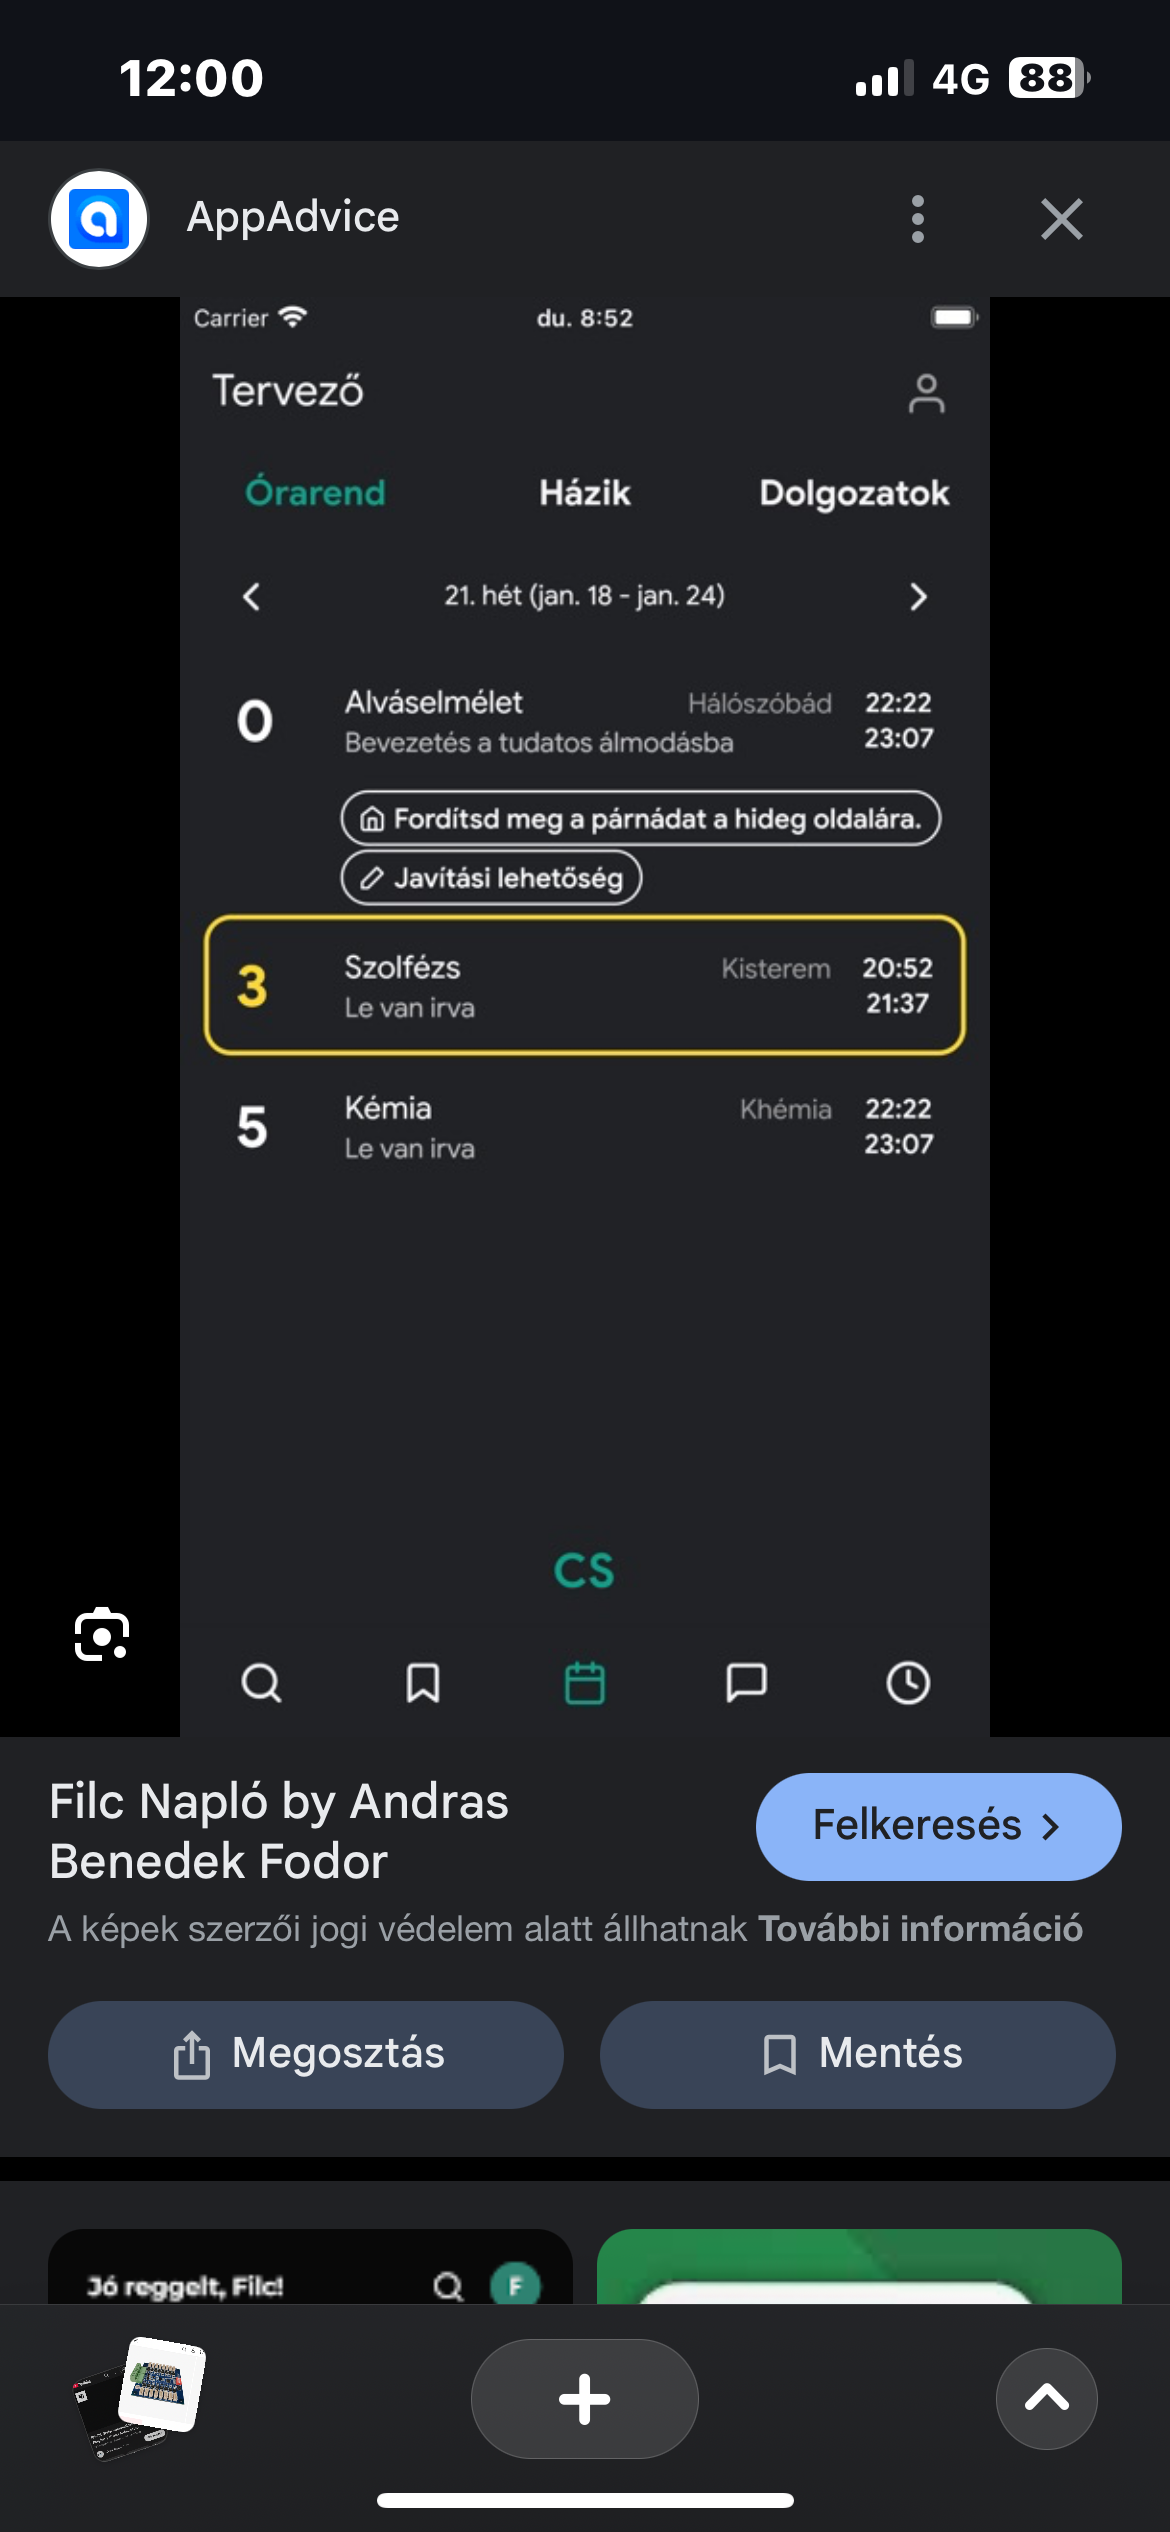 12:00
4G 88
AppAdvice
Carrier
du. 8:52
Tervező
Órarend
Házik
Dolgozatok
21. hét (jan. 18 - jan. 24)
0
Alváselmélet
Hálószóbád
22:22
Bevezetés a tudatos álmodásba
23:07
Fordítsd meg a párnádat a hideg oldalára.
Javítási lehetőség
3
Szolfézs
Kisterem
20:52
Le van irva
21:37
5
Kémia
Khémia
22:22
Le van irva
23:07
CS
Filc Napló by Andras
Benedek Fodor
Felkeresés
A képek szerzői jogi védelem alatt állhatnak További információ
Megosztás
Mentés
Jó reggelt, Filc!
F